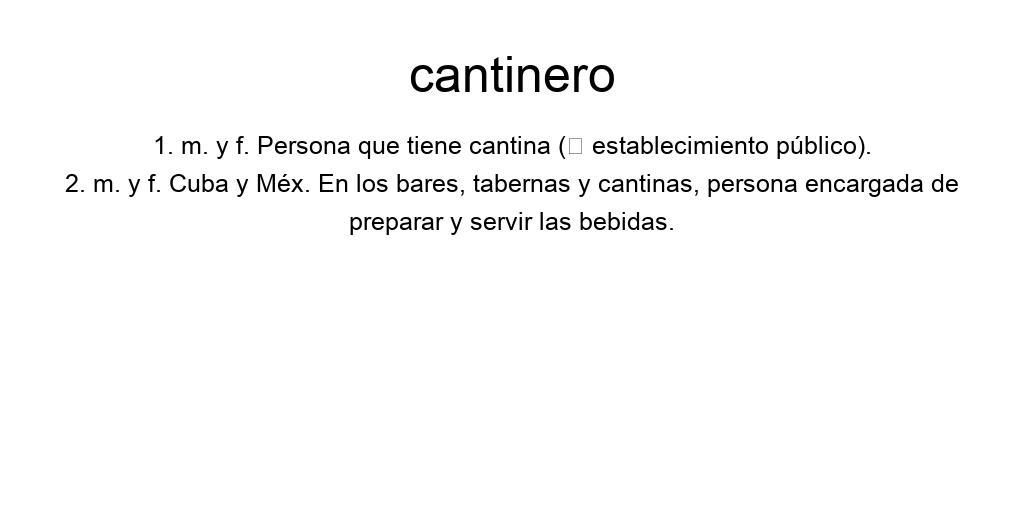 cantinero
1. m. y f. Persona que tiene cantina (▯ establecimiento público).
2. m. y f. Cuba y Méx. En los bares, tabernas y cantinas, persona encargada de
preparar y servir las bebidas.